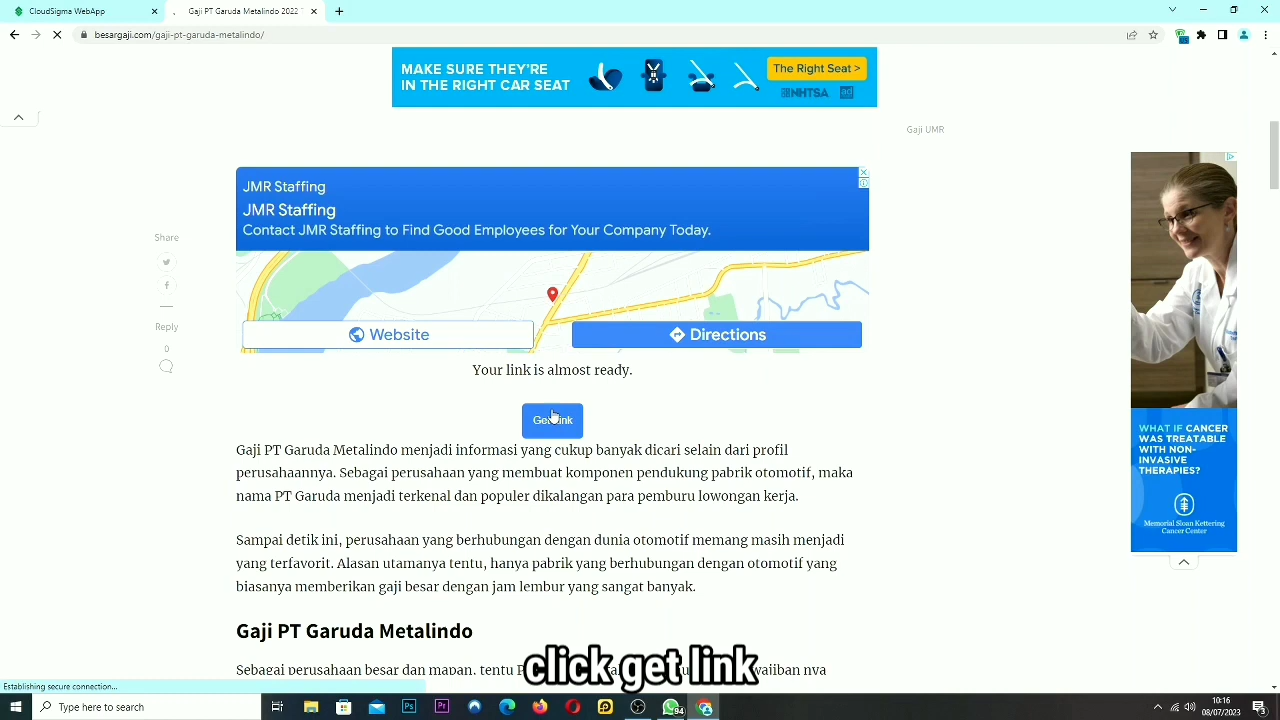 CloudSigma WebApp
Gaji PT Garuda Metalindo 2022 T
besargaji.com/gaji-pt-garuda-metalindo/
MAKE SURE THEY'RE
IN THE RIGHT CAR SEAT
The Right Seat >
NHTSA
ad
Gaji UMR
JMR Staffing
JMR Staffing
Contact JMR Staffing to Find Good Employees for Your Company Today.
Website
Directions
Share
Reply
0
Your link is almost ready.
Get Link
Gaji PT Garuda Metalindo menjadi informasi yang cukup banyak dicari selain dari profil
perusahaannya. Sebagai perusahan yang membuat komponen pendukung pabrik otomotif, maka
nama PT Garuda menjadi terkenal dan populer dikalangan para pemburu lowongan kerja.
Sampai detik ini, perusahaan yang berhubungan dengan dunia otomotif memang masih menjadi
yang terfavorit. Alasan utamanya tentu, hanya pabrik yang berhubungan dengan otomotif yang
biasanya memberikan gaji besar dengan jam lembur yang sangat banyak.
Gaji PT Garuda Metalindo
Sebagai perusahaan besar dan mapan, tentu
WHAT IF CANCER
WAS TREATABLE
WITH NON-
INVASIVE
THERAPIES?
Memorial Sloan Kettering
Cancer Center
click get link
Establishing secure connection...
Type here to search
Ps
Pr
94
10:16
08/07/2023